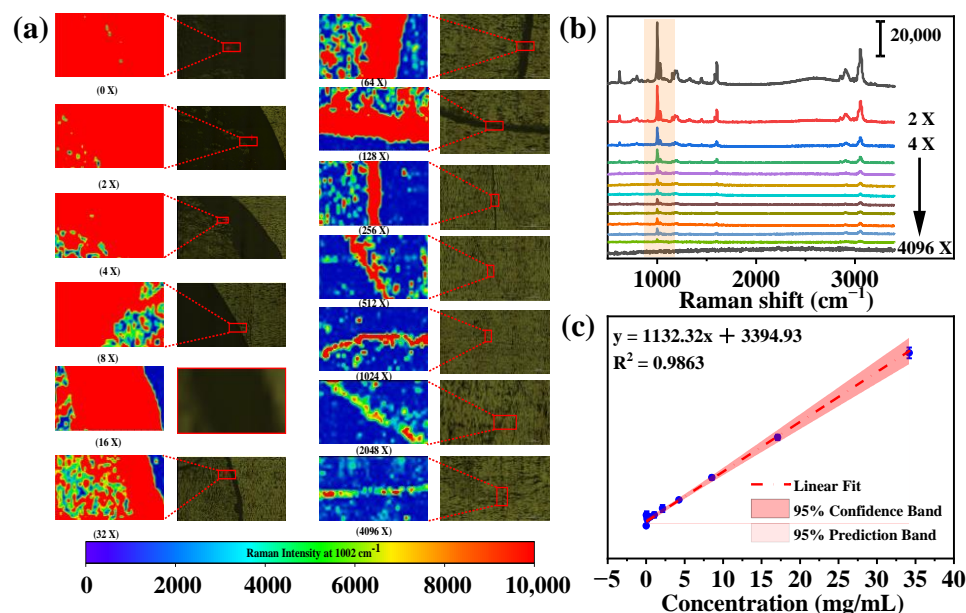 (a)
(0 X)
(2 X)
(4 X)
(8 X)
(16 X)
(32 X)
(64 X)
(128 X)
(256 X)
(512 X)
(1024 X)
(2048 X)
(4096 X)
Raman Intensity at 1002 cm⁻¹
0 2000 4000 6000 8000 10,000
(b)
20,000
2 X
4 X
4096 X
1000 2000 3000
Raman shift (cm⁻¹)
(c)
y = 1132.32x + 3394.93
R² = 0.9863
Linear Fit
95% Confidence Band
95% Prediction Band
−5 0 5 10 15 20 25 30 35 40
Concentration (mg/mL)